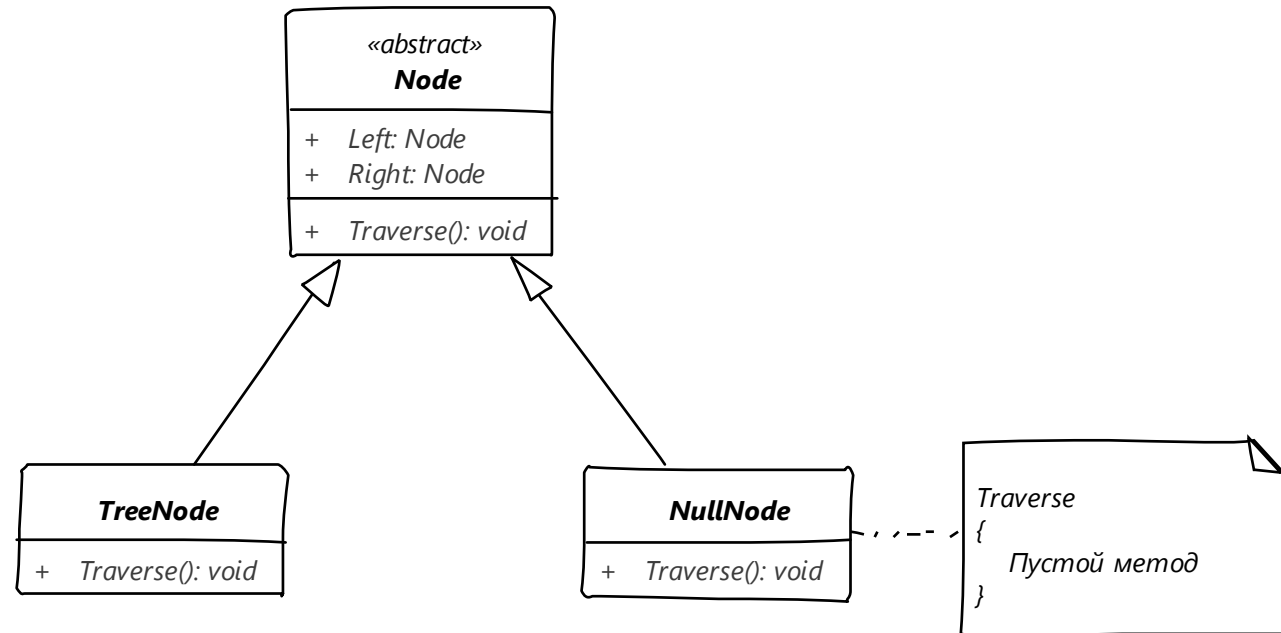 «abstract»
Node
+ Left: Node
+ Right: Node
+ Traverse(): void
TreeNode
+ Traverse(): void
NullNode
+ Traverse(): void
Traverse
{
Пустой метод
}